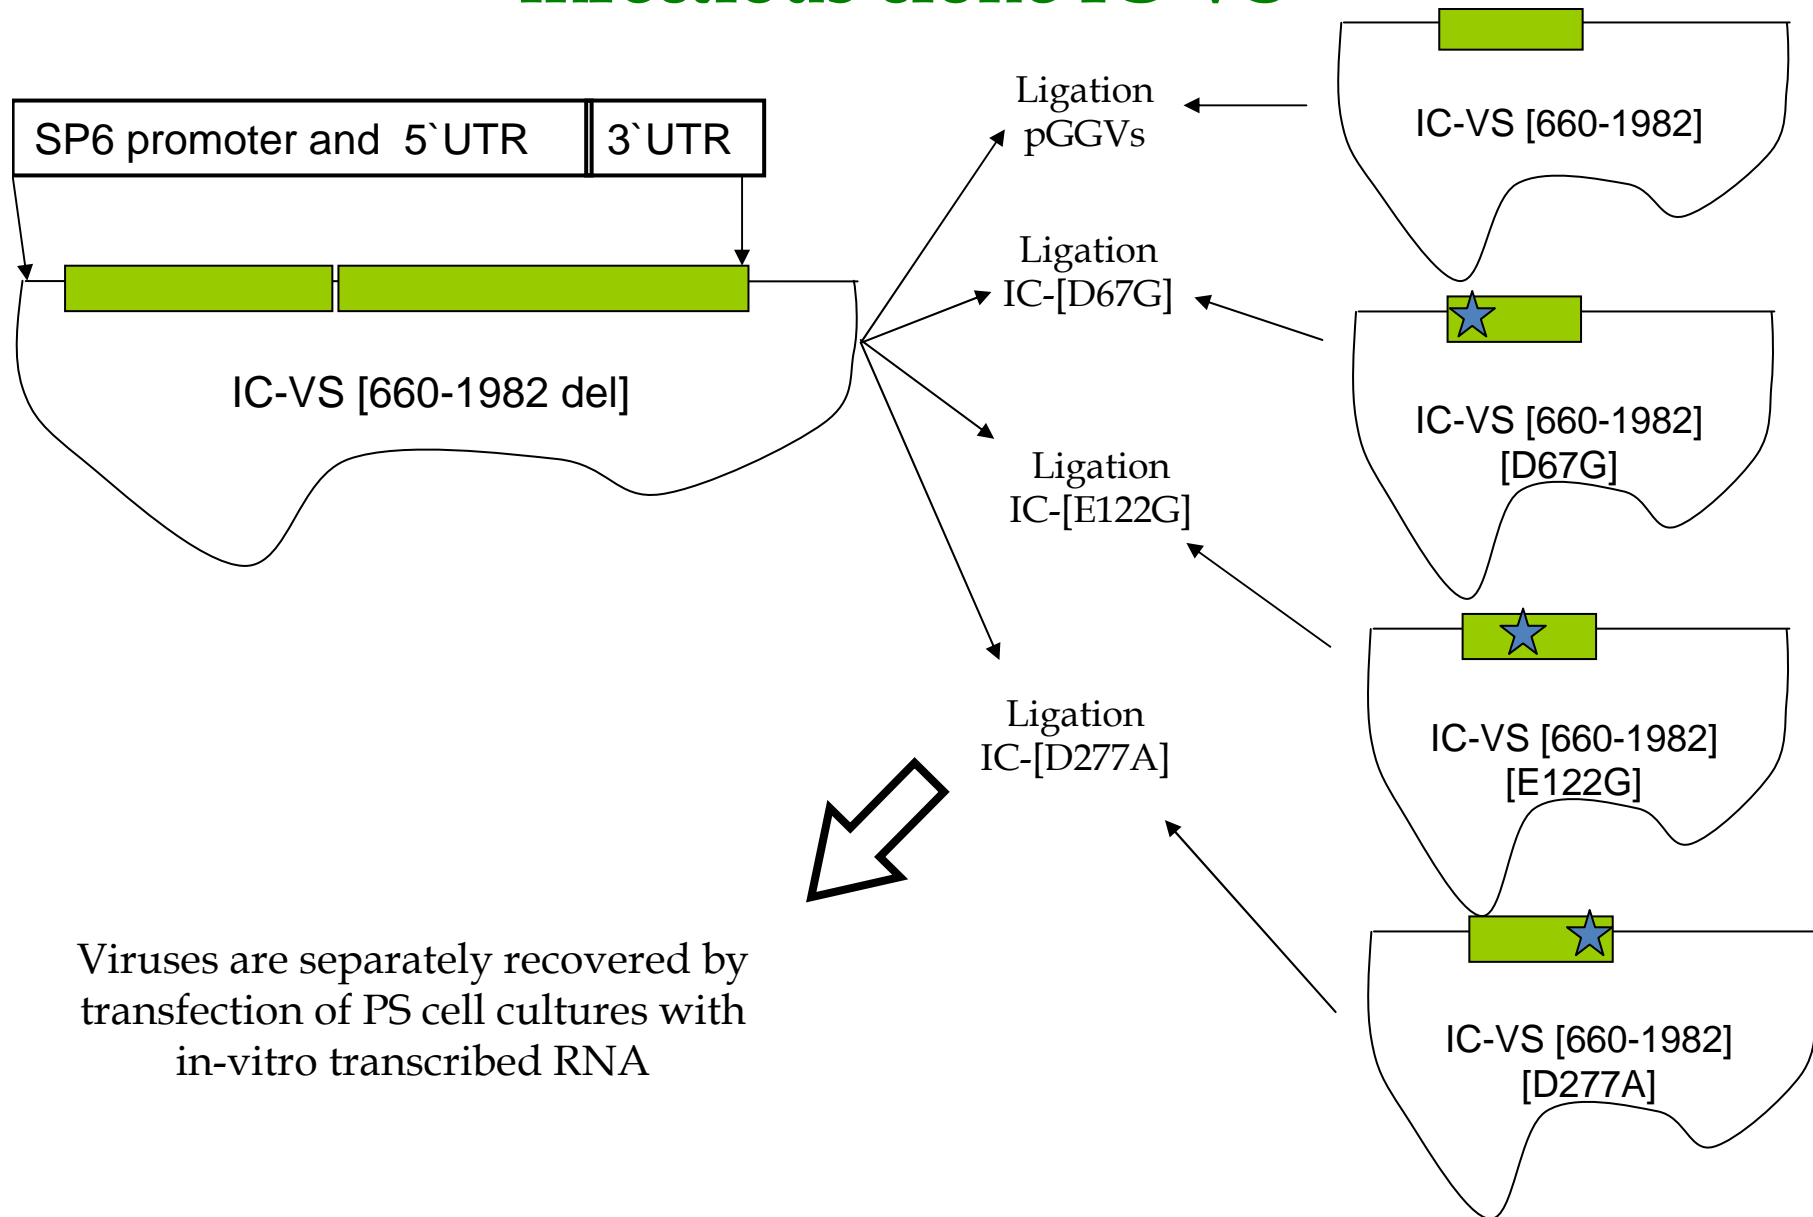 SP6 promoter and 5`UTR
3`UTR
IC-VS [660-1982 del]
Ligation
pGGVs
Ligation
IC-[D67G]
Ligation
IC-[E122G]
Ligation
IC-[D277A]
IC-VS [660-1982]
IC-VS [660-1982]
[D67G]
IC-VS [660-1982]
[E122G]
IC-VS [660-1982]
[D277A]
Viruses are separately recovered by
transfection of PS cell cultures with
in-vitro transcribed RNA